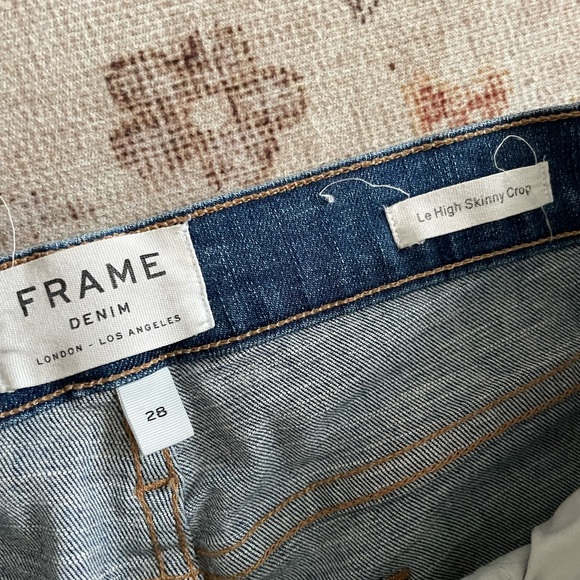 FRAME
DENIM
LONDON - LOS ANGELES
Le High Skinny Crop
28